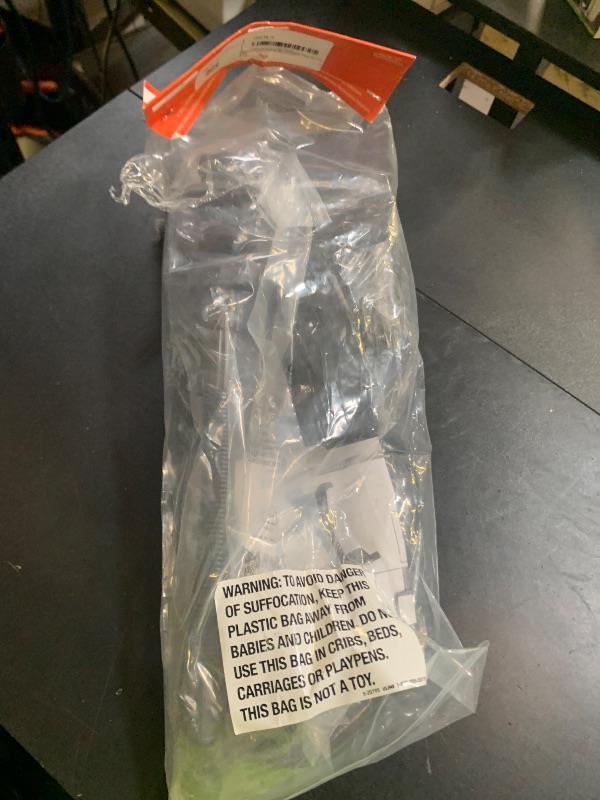 WARNING: TO AVOID DANGER
OF SUFFOCATION, KEEP THIS
PLASTIC BAG AWAY FROM
BABIES AND CHILDREN. DO
USE THIS BAG IN CRIBS, BEDS,
CARRIAGES OR PLAYPENS.
THIS BAG IS NOT A TOY.